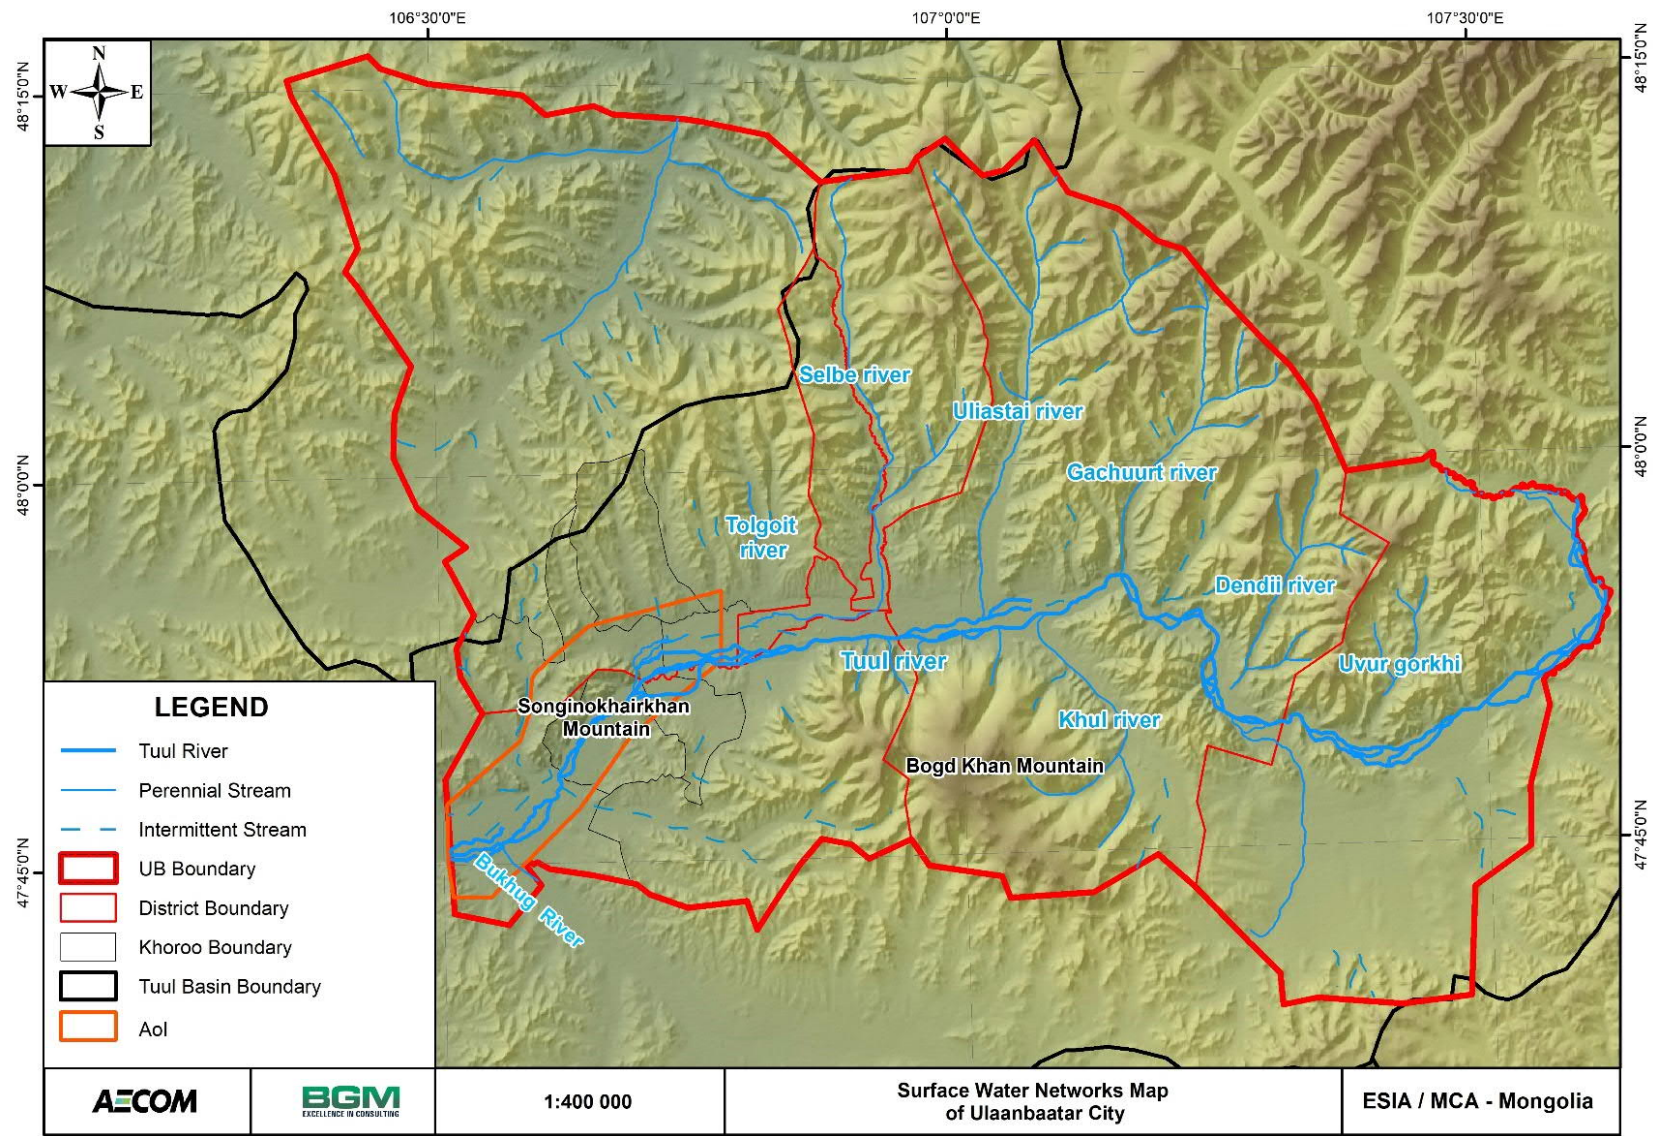 106°30'0"E
107°0'0"E
107°30'0"E
48°15'0"N
48°0'0"N
47°45'0"N
48°15'0"N
48°0'0"N
47°45'0"N
N
W
E
S
Selbe river
Uliastai river
Gachuurt river
Tolgoit
river
Dendii river
Uvur gorkhi
Tuul river
Khul river
Songinokhairkhan
Mountain
Bogd Khan Mountain
Bukhug River
LEGEND
Tuul River
Perennial Stream
Intermittent Stream
UB Boundary
District Boundary
Khoroo Boundary
Tuul Basin Boundary
AoI
AECOM
BGM
EXCELLENCE IN CONSULTING
1:400 000
Surface Water Networks Map
of Ulaanbaatar City
ESIA / MCA - Mongolia